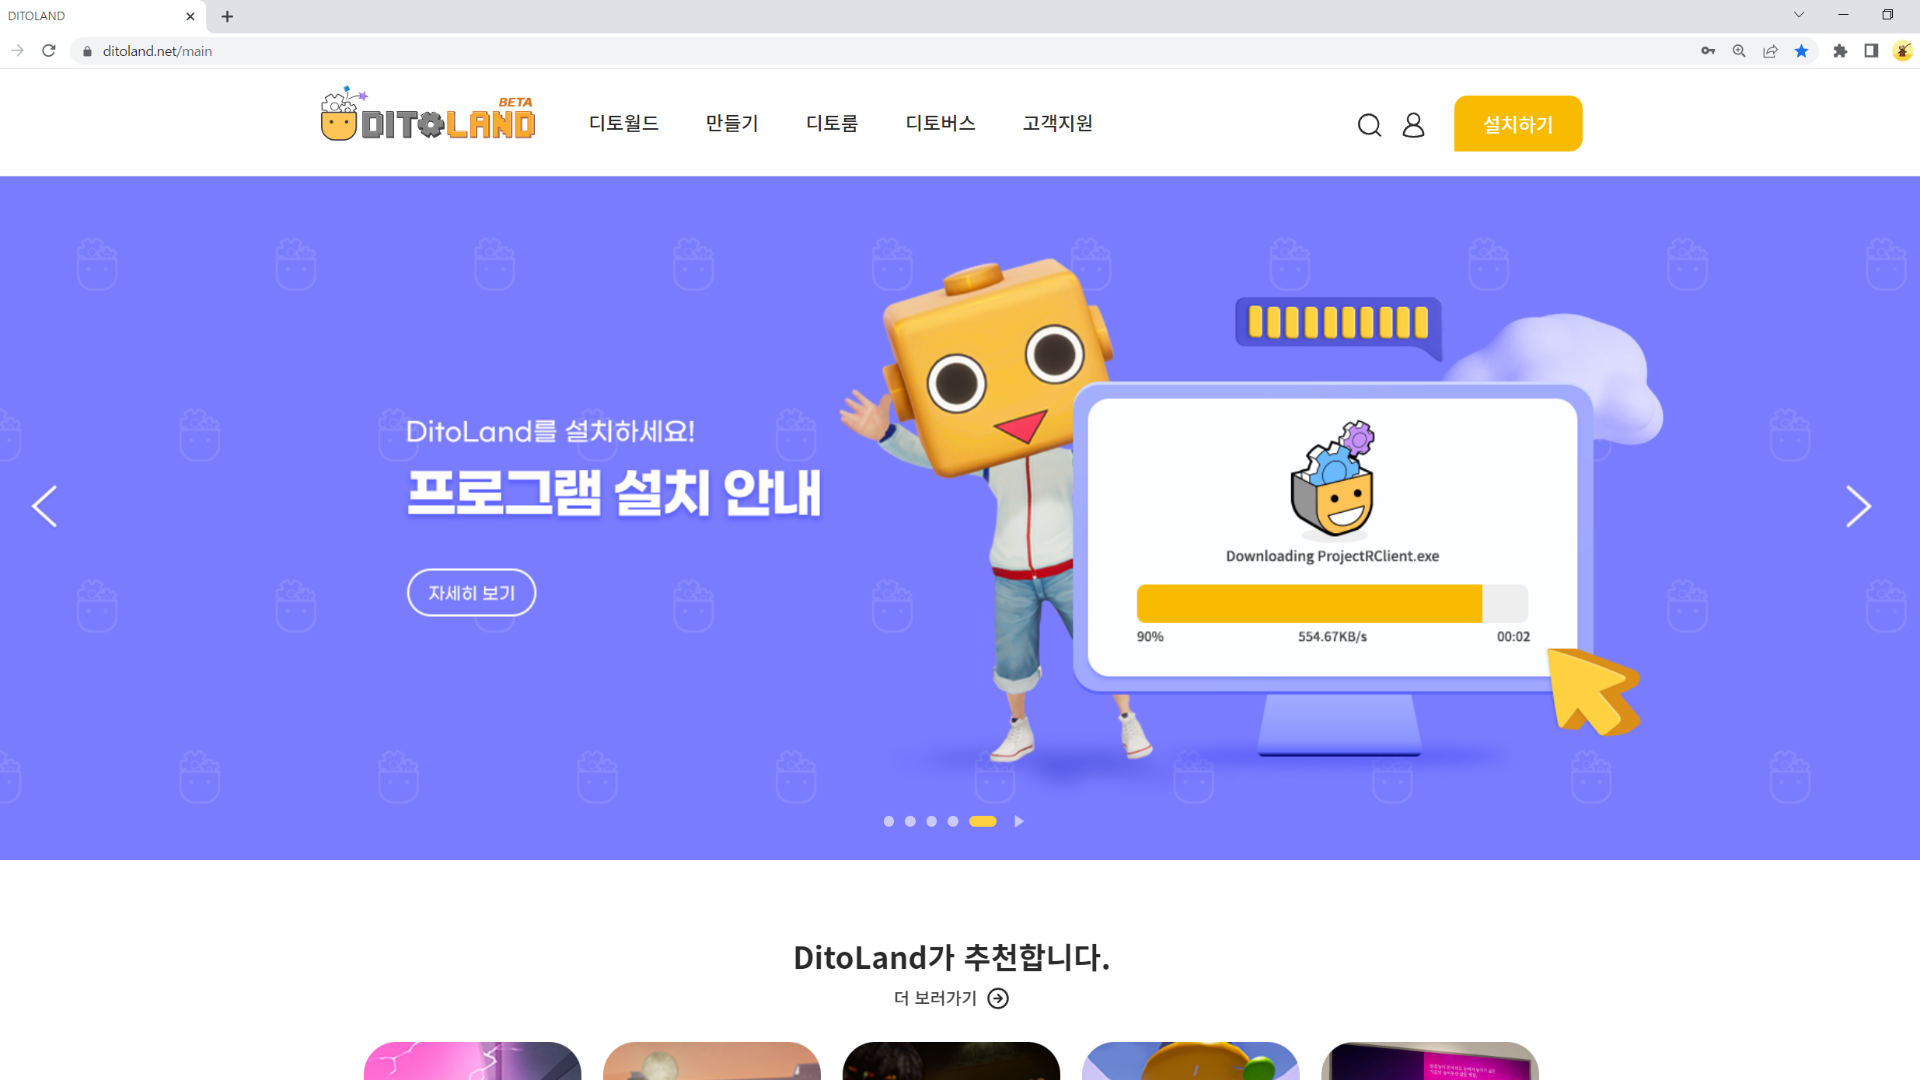 DITOLAND
ditoland.net/main
BETA
DITOLAND
디토월드
만들기
디토룸
디토버스
고객지원
설치하기
DitoLand를 설치하세요!
프로그램 설치 안내
자세히 보기
Downloading ProjectRClient.exe
90%
554.67KB/s
00:02
DitoLand가 추천합니다.
더 보러가기